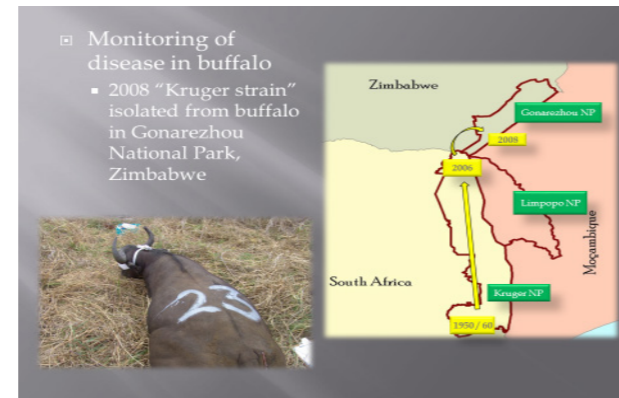 Monitoring of
disease in buffalo
2008 “Kruger strain”
isolated from buffalo
in Gonarezhou
National Park,
Zimbabwe
Zimbabwe
Gonarezhou NP
2008
2006
Limpopo NP
Moçambique
South Africa
Kruger NP
1950 / 60
23